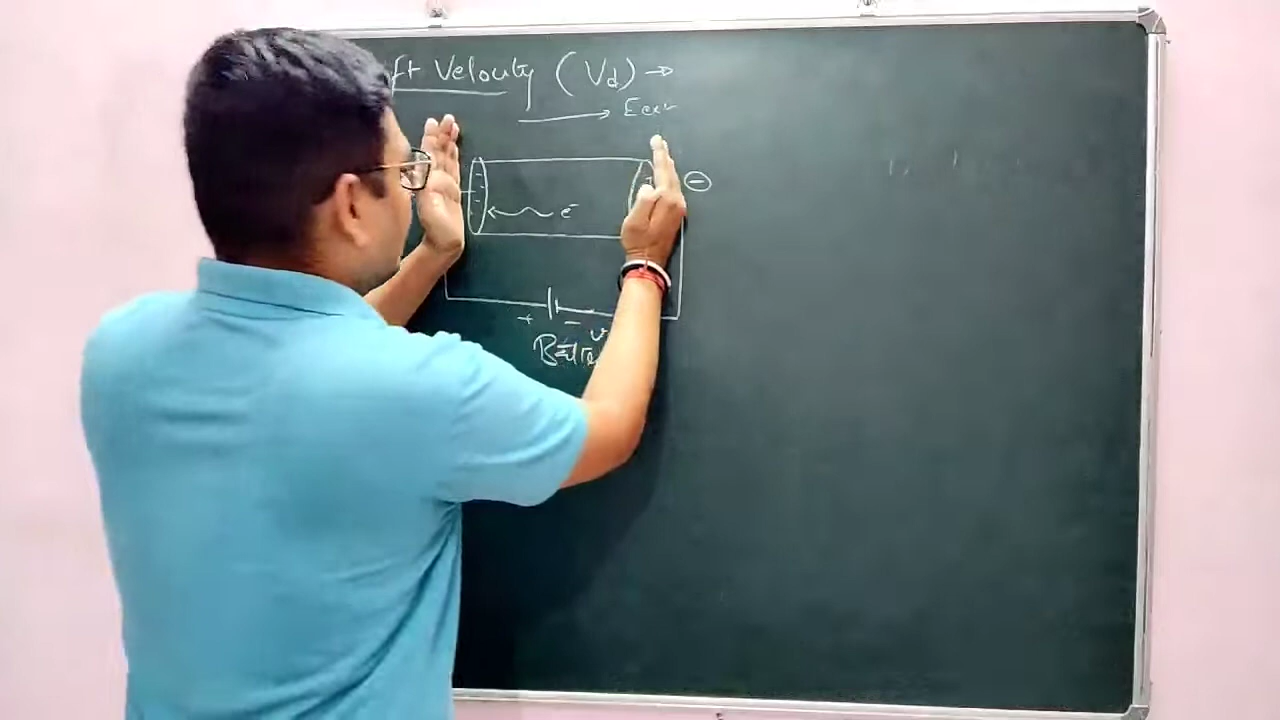 ft Velocity (Vd) →
→ Eext
⊖
e⁻
+ −